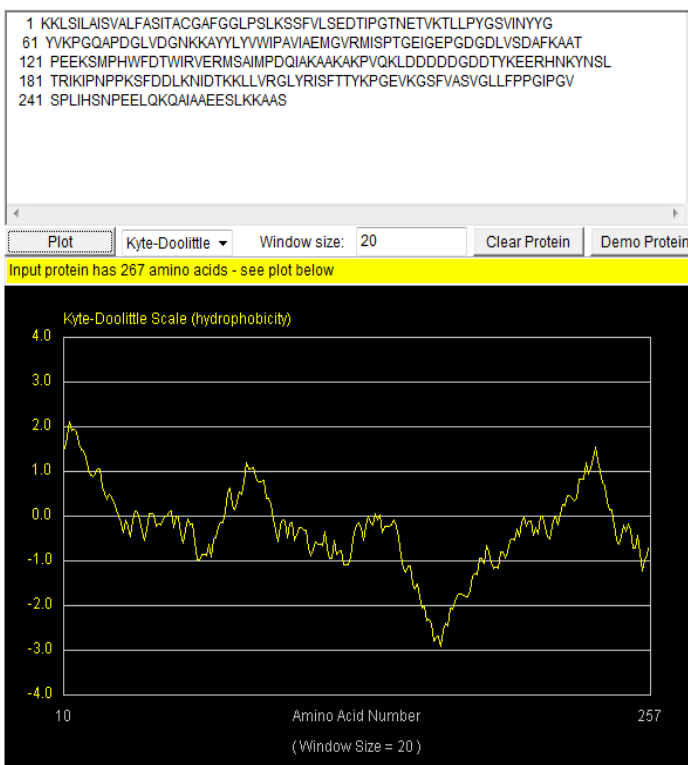 1 KKLSILAISVALFASITACGAFGGLPSLKSSFVLSEDTIPGTNETVKTLLPYGSVINYYG
61 YVKPGQAPDGLVDGNKKAYYLYVWIPAVIAEMGVRMISPTGEIGEPGDGDLVSDAFKAAT
121 PEEKSMPHWFDTWIRVERMSAIMPDQIAKAAKAKPVQKLDDDDDGDDTYKEERHNKYNSL
181 TRIKIPNPPKSFDDLKNIDTKKLLVRGLYRISFTTYKPGEVKGSFVASVGLLFPPGIPGV
241 SPLIHSNPEELQKQAIAAEESLKKAAS
Plot Kyte-Doolittle Window size: 20 Clear Protein Demo Protein
Input protein has 267 amino acids - see plot below
Kyte-Doolittle Scale (hydrophobicity)
4.0
3.0
2.0
1.0
0.0
-1.0
-2.0
-3.0
-4.0
10 Amino Acid Number 257
( Window Size = 20 )